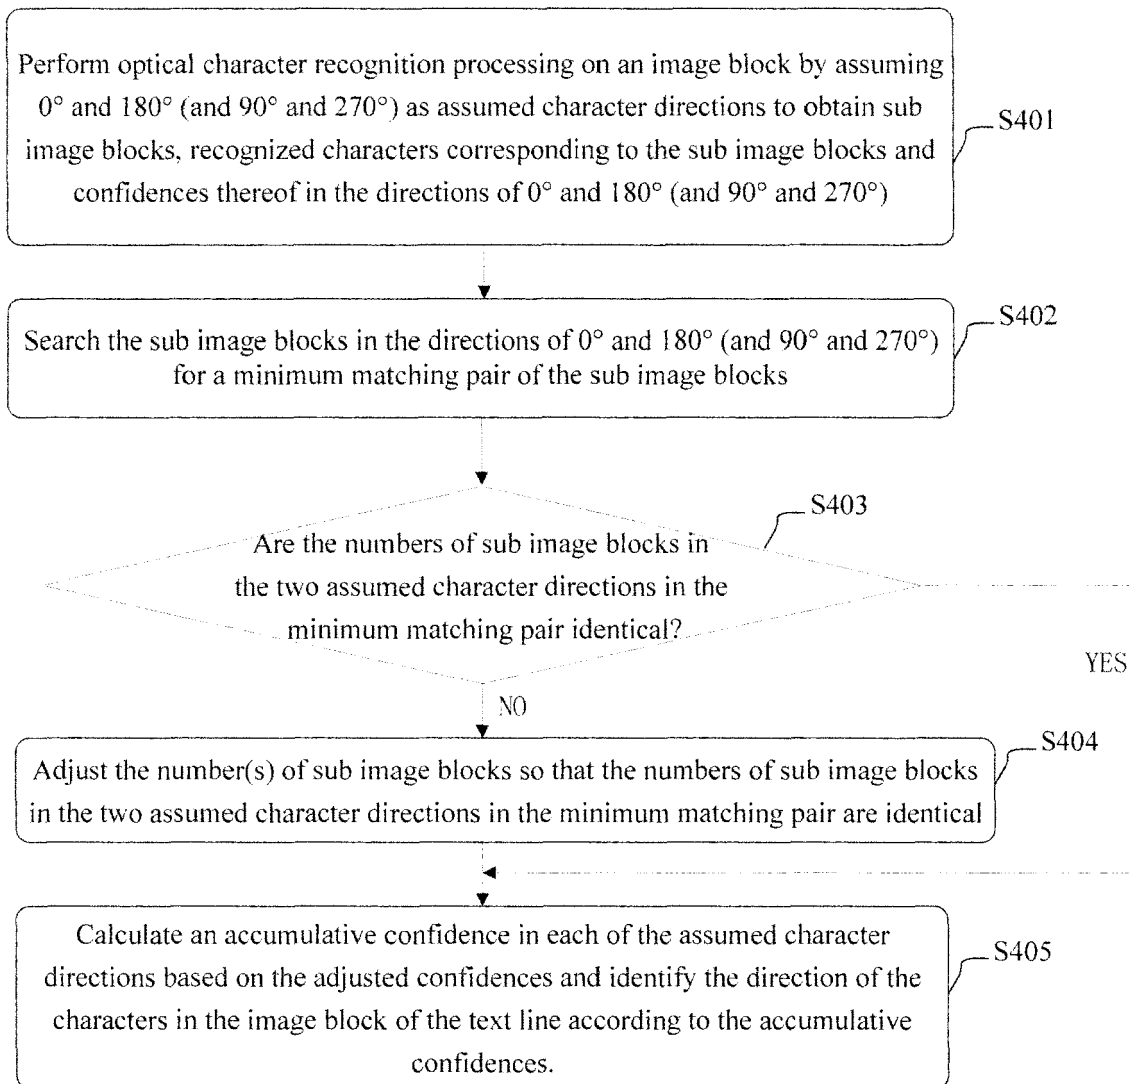 Perform optical character recognition processing on an image block by assuming
0° and 180° (and 90° and 270°) as assumed character directions to obtain sub
image blocks, recognized characters corresponding to the sub image blocks and
confidences thereof in the directions of 0° and 180° (and 90° and 270°)
S401
Search the sub image blocks in the directions of 0° and 180° (and 90° and 270°)
for a minimum matching pair of the sub image blocks
S402
S403
Are the numbers of sub image blocks in
the two assumed character directions in the
minimum matching pair identical?
YES
NO
S404
Adjust the number(s) of sub image blocks so that the numbers of sub image blocks
in the two assumed character directions in the minimum matching pair are identical
Calculate an accumulative confidence in each of the assumed character
directions based on the adjusted confidences and identify the direction of the
characters in the image block of the text line according to the accumulative
confidences.
S405